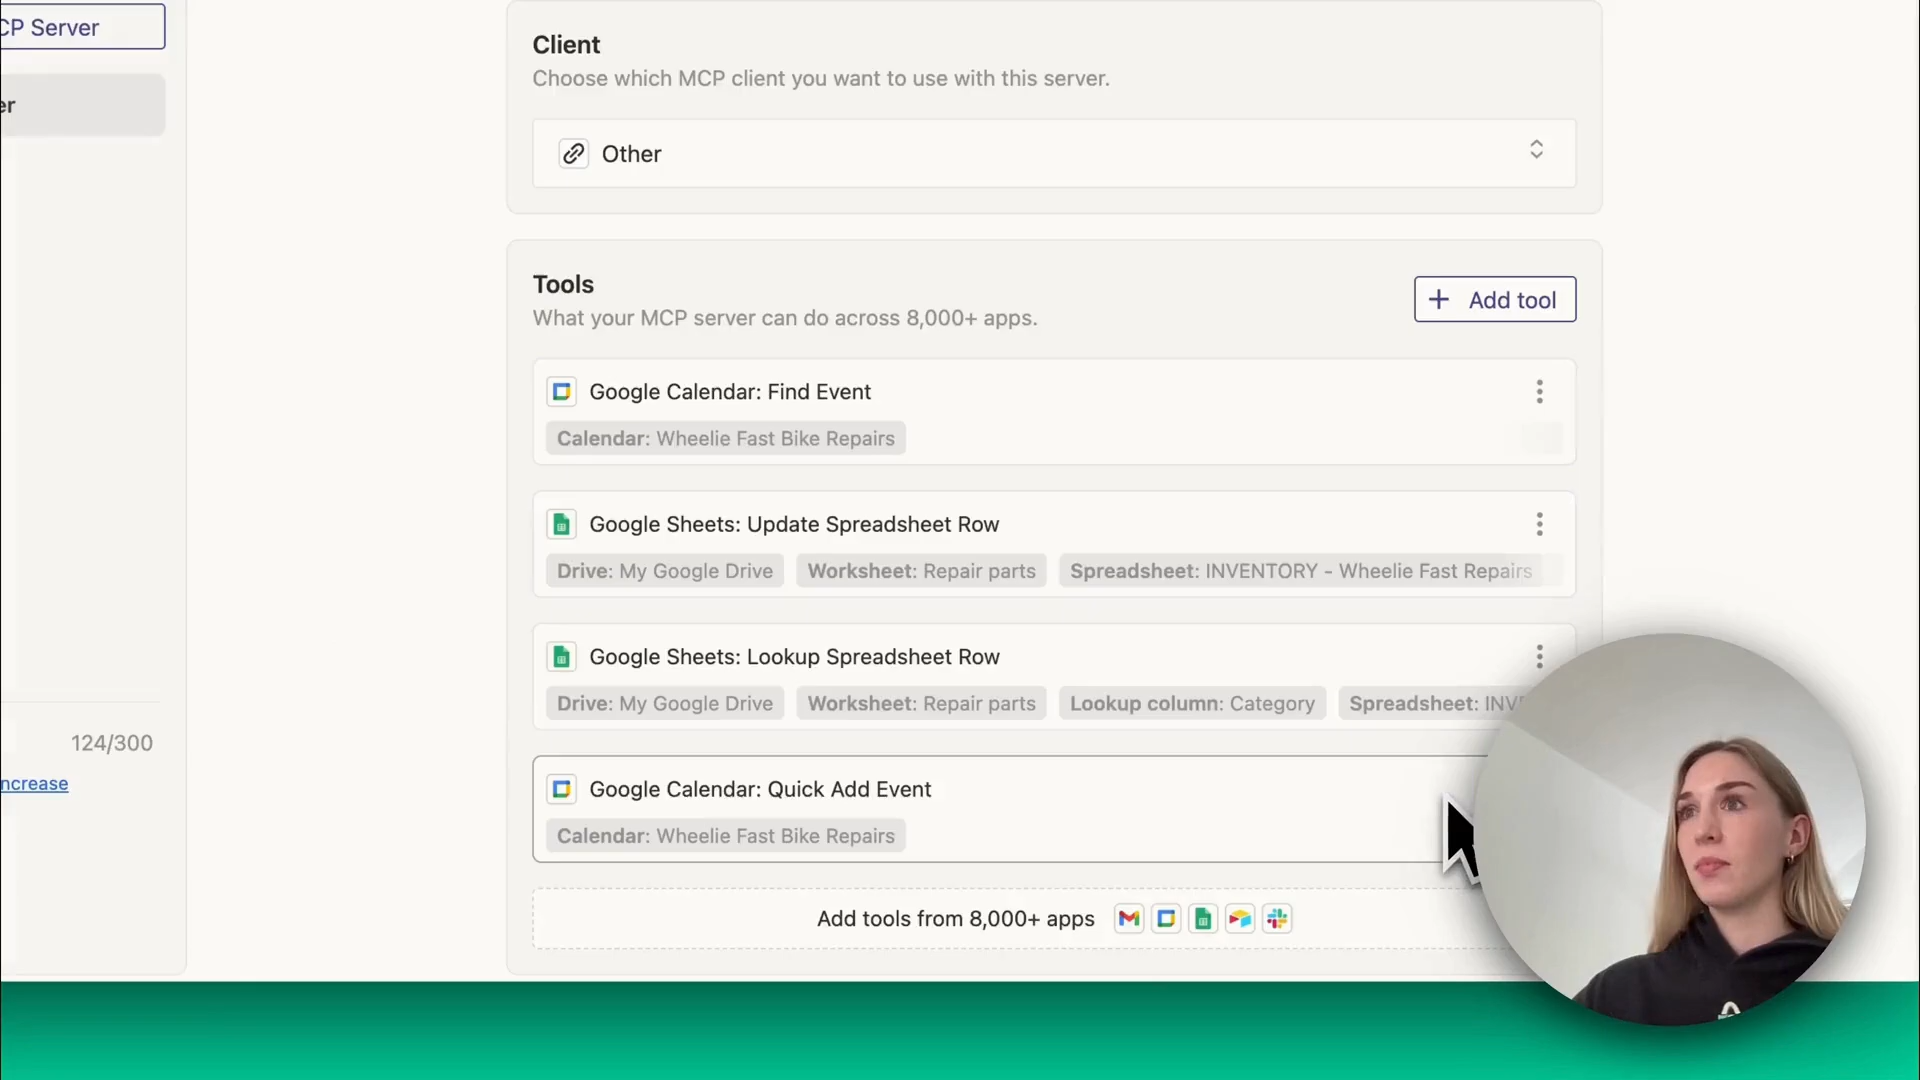 CP Server
er
124/300
ncrease
Client
Choose which MCP client you want to use with this server.
Other
Tools
What your MCP server can do across 8,000+ apps.
+ Add tool
Google Calendar: Find Event
Calendar: Wheelie Fast Bike Repairs
Google Sheets: Update Spreadsheet Row
Drive: My Google Drive Worksheet: Repair parts Spreadsheet: INVENTORY - Wheelie Fast Repairs
Google Sheets: Lookup Spreadsheet Row
Drive: My Google Drive Worksheet: Repair parts Lookup column: Category Spreadsheet: INVE
Google Calendar: Quick Add Event
Calendar: Wheelie Fast Bike Repairs
Add tools from 8,000+ apps